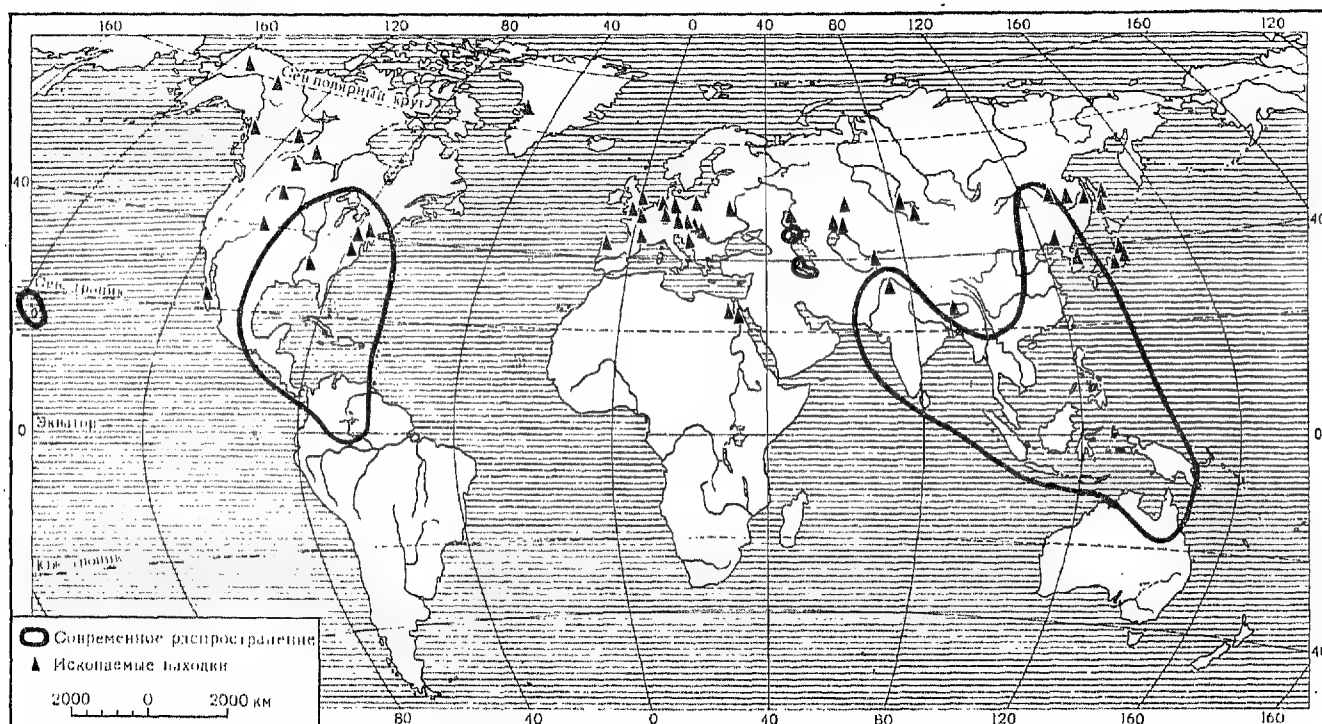 160 160 120 80 40 0 40 80 120 160 160 120
Сев. полярный круг
40 40
Сев. тропик
Экватор
0 0
Юж. тропик
Современное распространение
Ископаемые находки
40
2000 0 2000 км
80 40 0 40 80 120 160 160